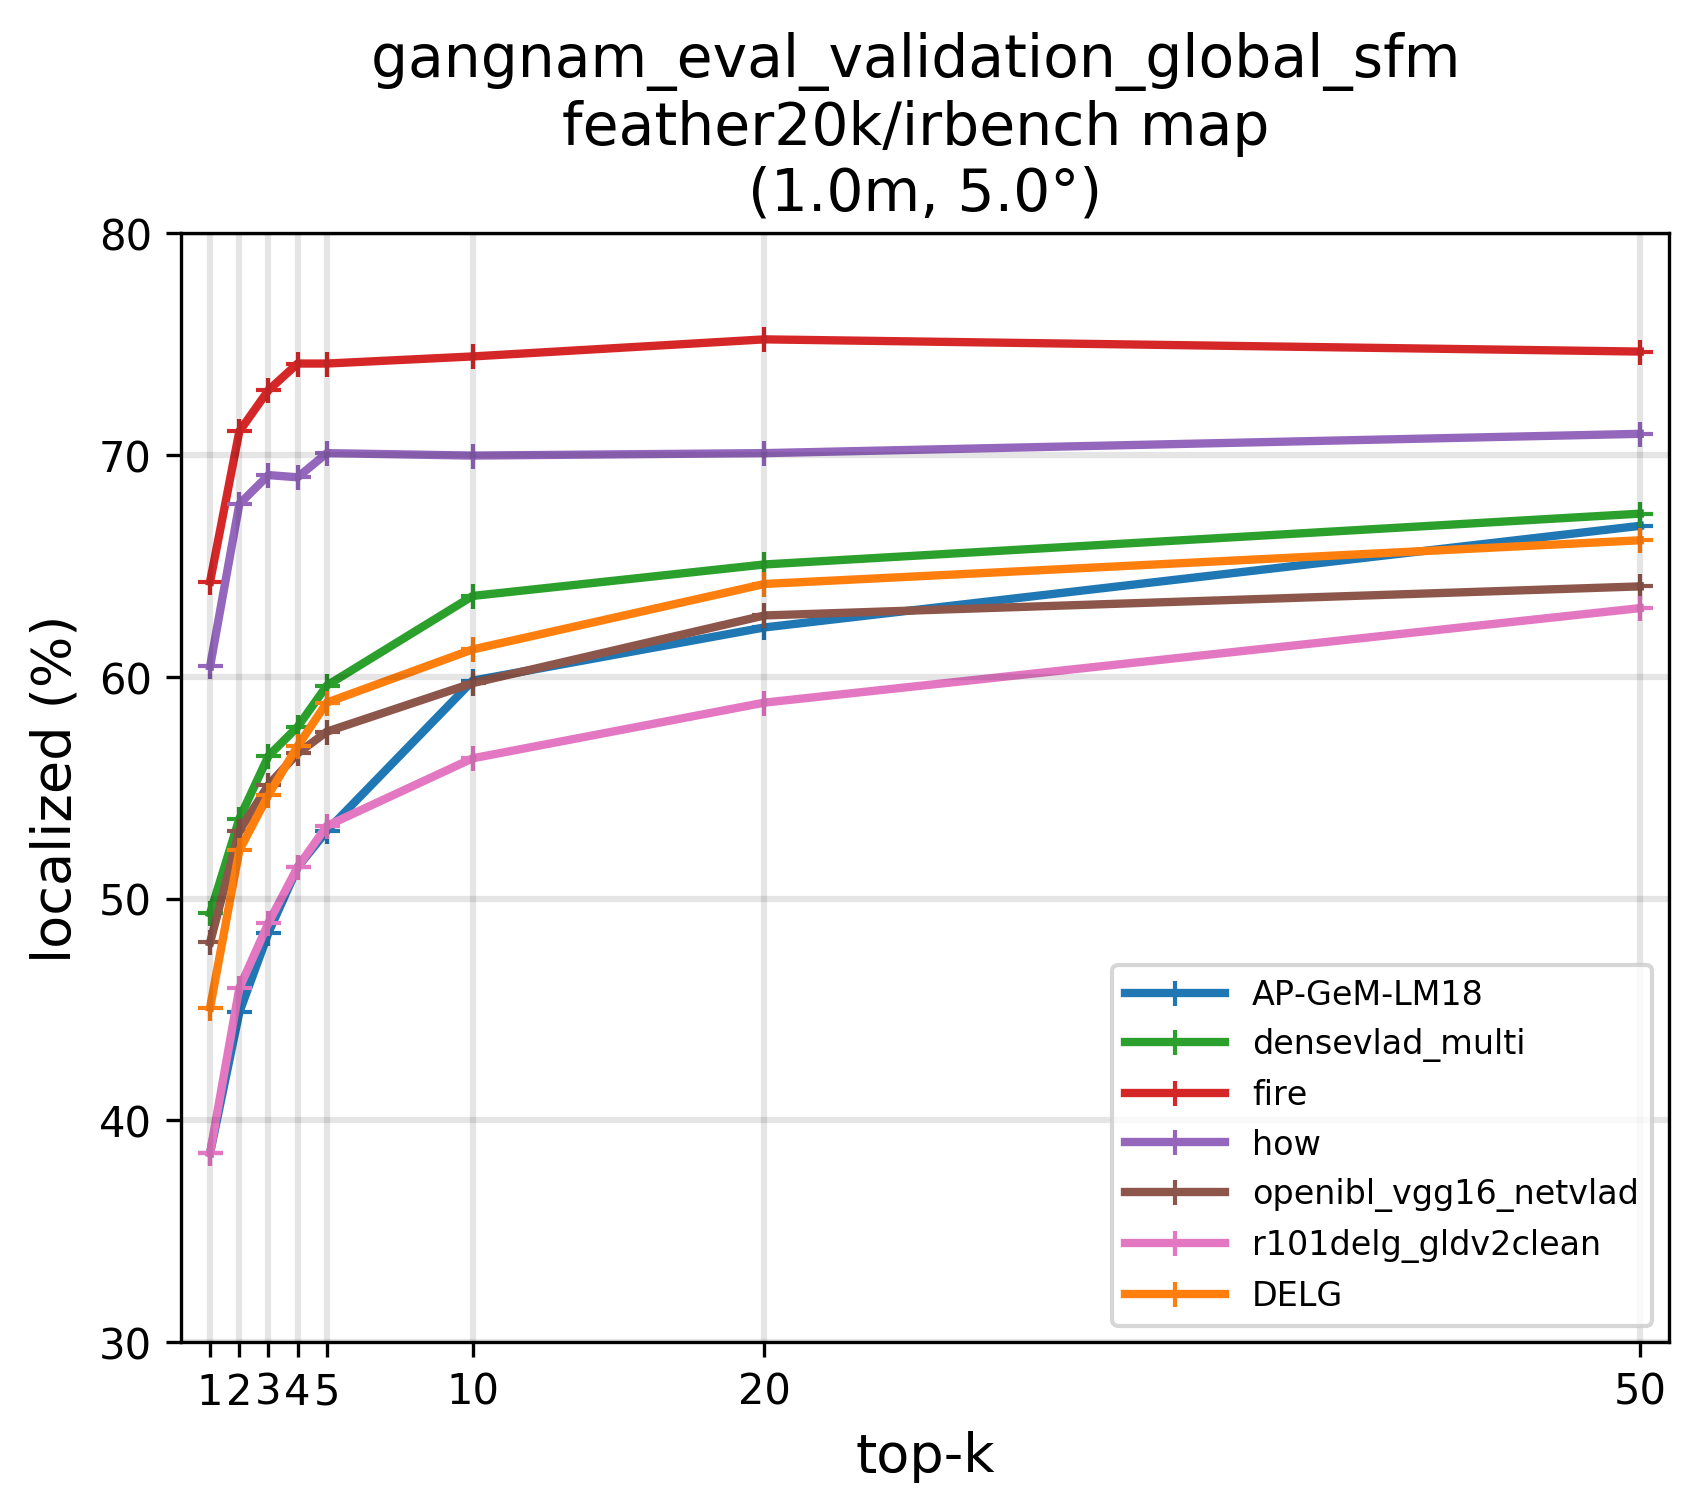 gangnam_eval_validation_global_sfm
feather20k/irbench map
(1.0m, 5.0°)
80
70
60
50
40
30
localized (%)
1 2 3 4 5 10 20 50
top-k
AP-GeM-LM18
densevlad_multi
fire
how
openibl_vgg16_netvlad
r101delg_gldv2clean
DELG